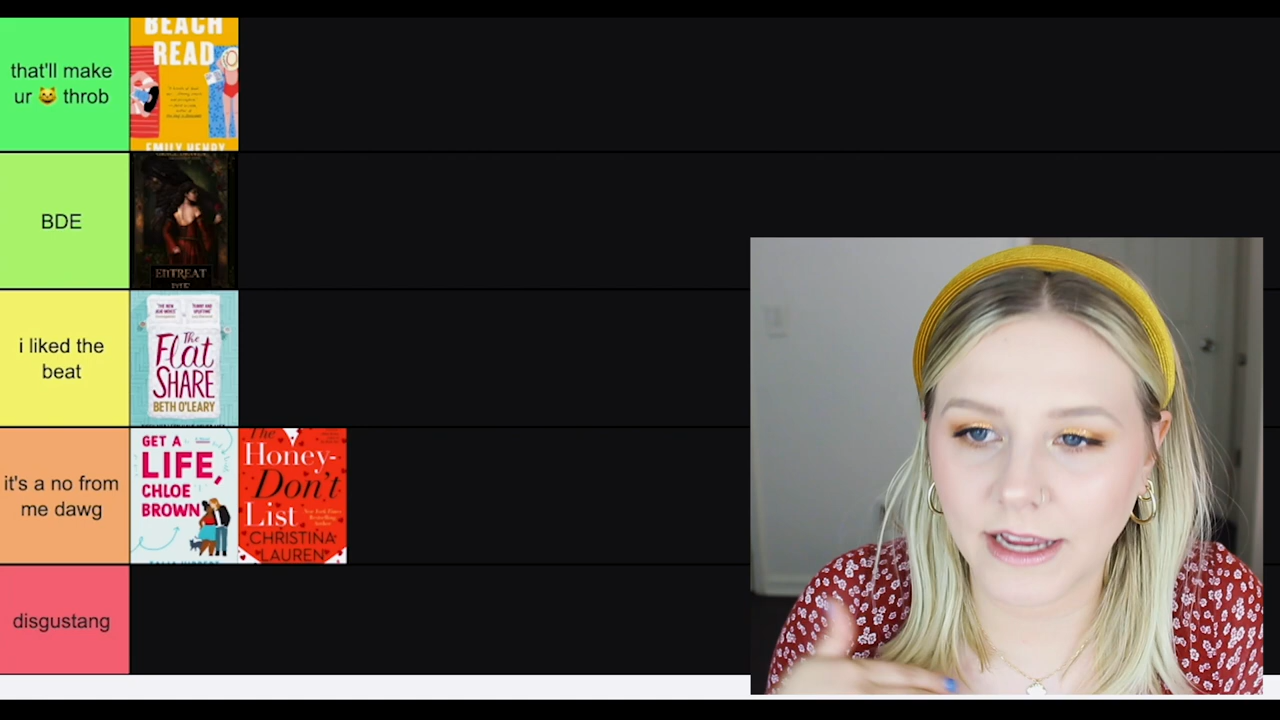 that'll make
ur 😺 throb
BEACH
READ
EMILY HENRY
BDE
ENTREAT
ME
i liked the
beat
The
Flat
SHARE
BETH O'LEARY
it's a no from
me dawg
GET A
LIFE,
CHLOE
BROWN
The
Honey-
Don't
List
CHRISTINA
LAUREN
disgustang